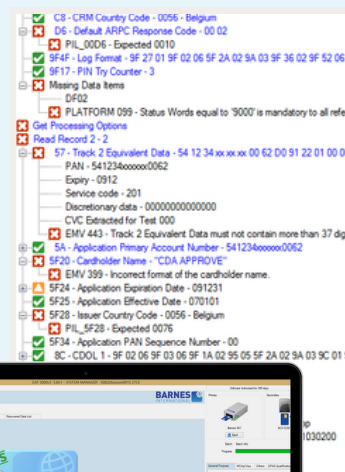 C8 - CRM Country Code - 0056 - Belgium
D6 - Default ARPC Response Code - 00 02
PIL_00D6 - Expected 0010
9F4F - Log Format - 9F 27 01 9F 02 06 5F 2A 02 9A 03 9F 36 02 9F 52 06
9F17 - PIN Try Counter - 3
Missing Data Items
DF02
PLATFORM 099 - Status Words equal to '9000' is mandatory to all refe
Get Processing Options
Read Record 2 - 2
57 - Track 2 Equivalent Data - 54 12 34 xx xx xx 00 62 D0 91 22 01 00 0
PAN - 541234xxxxxx0062
Expiry - 0912
Service code - 201
Discretionary data - 00000000000000
CVC Extracted for Test 000
EMV 443 - Track 2 Equivalent Data must not contain more than 37 dig
5A - Application Primary Account Number - 541234xxxxxx0062
5F20 - Cardholder Name - "CDA APPROVE"
EMV 399 - Incorrect format of the cardholder name.
5F24 - Application Expiration Date - 091231
5F25 - Application Effective Date - 070101
5F28 - Issuer Country Code - 0056 - Belgium
PIL_5F28 - Expected 0076
5F34 - Application PAN Sequence Number - 00
8C - CDOL 1 - 9F 02 06 9F 03 06 9F 1A 02 95 05 5F 2A 02 9A 03 9C 01
BARNES
INTERNATIONAL
1030200